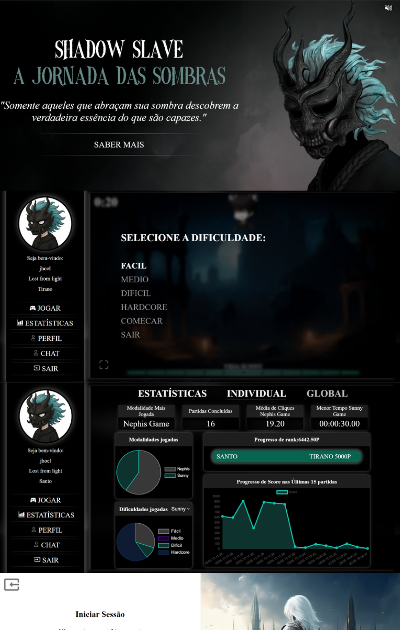 SHADOW SLAVE
A JORNADA DAS SOMBRAS
"Somente aqueles que abraçam sua sombra descobrem a
verdadeira essência do que são capazes."
SABER MAIS
0:20
Seja bem-vindo:
jhoel
Lost from light
Tirano
JOGAR
ESTATÍSTICAS
PERFIL
CHAT
SAIR
SELECIONE A DIFICULDADE:
FACIL
MEDIO
DIFICIL
HARDCORE
COMECAR
SAIR
Seja bem-vindo:
jhoel
Lost from light
Santo
JOGAR
ESTATÍSTICAS
PERFIL
CHAT
SAIR
ESTATÍSTICAS INDIVIDUAL GLOBAL
Modalidade Mais
Jogada
Nephis Game
Partidas Concluídas
16
Média de Cliques
Nephis Game
19.20
Menor Tempo Sunny
Game
00:00:30.00
Modalidades jogadas
Nephis
Sunny
Progresso de rank:6442.50P
SANTO TIRANO 5000P
Dificuldades jogadas Sunny
Fácil
Medio
Difícil
Hardcore
Progresso de Score nas Últimas 15 partidas
Iniciar Sessão